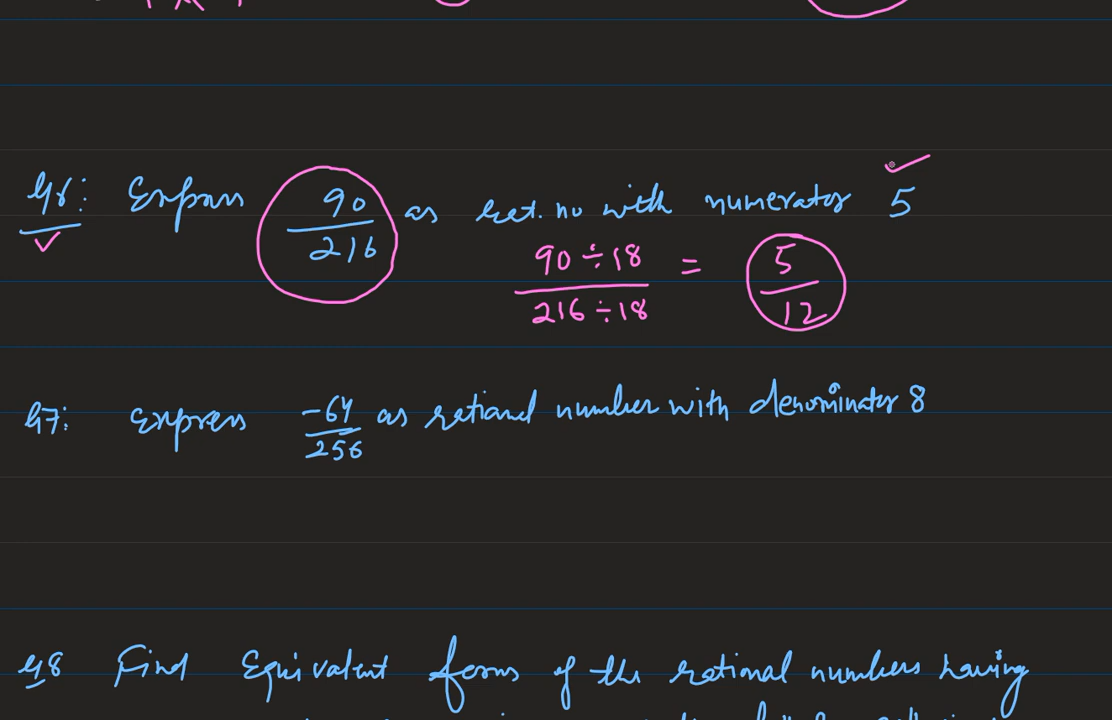 Q6: Express 90/216 as rat. no with numerator 5
90 ÷ 18 / 216 ÷ 18 = 5/12
Q7: Express -64/256 as rational number with denominator 8
Q8 Find Equivalent forms of the rational numbers having